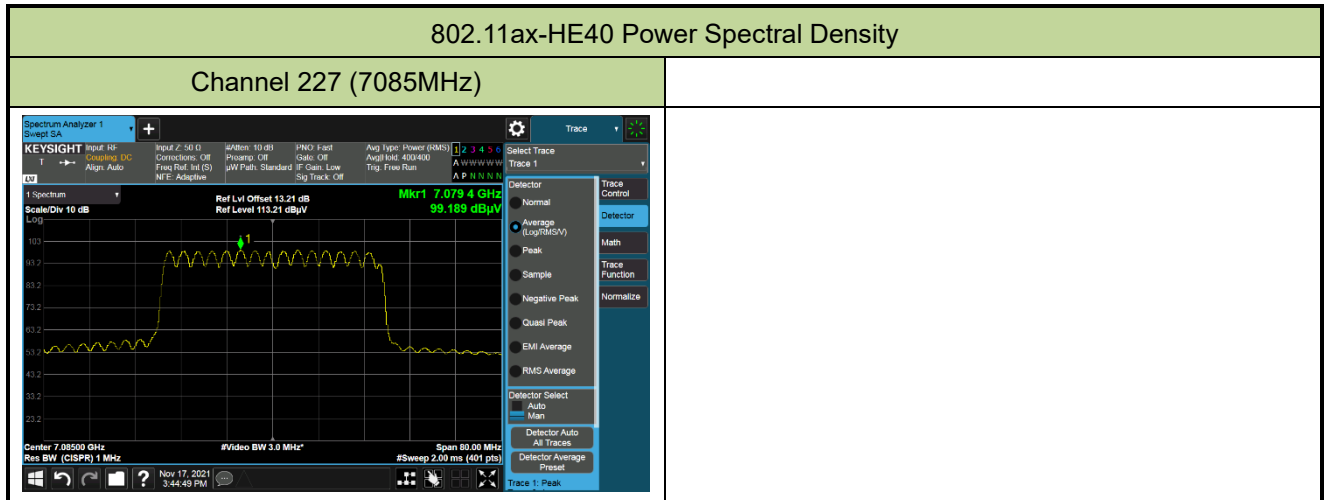 802.11ax-HE40 Power Spectral Density
Channel 227 (7085MHz)
Spectrum Analyzer 1
Swept SA
+
Trace
KEYSIGHT
T
LXI
Input: RF
Coupling: DC
Align: Auto
Input Z: 50 Ω
Corrections: Off
Freq Ref: Int (S)
NFE: Adaptive
#Atten: 10 dB
Preamp: Off
µW Path: Standard
PNO: Fast
Gate: Off
IF Gain: Low
Sig Track: Off
Avg Type: Power (RMS)
Avg|Hold: 400/400
Trig: Free Run
1 2 3 4 5 6
A W W W W W
A P N N N N
Select Trace
Trace 1
1 Spectrum
Scale/Div 10 dB
Log
Ref Lvl Offset 13.21 dB
Ref Level 113.21 dBµV
Mkr1 7.079 4 GHz
99.189 dBµV
103
93.2
83.2
73.2
63.2
53.2
43.2
33.2
23.2
1
Center 7.08500 GHz
Res BW (CISPR) 1 MHz
#Video BW 3.0 MHz*
Span 80.00 MHz
#Sweep 2.00 ms (401 pts)
Detector
Normal
Average
(Log/RMS/V)
Peak
Sample
Negative Peak
Quasi Peak
EMI Average
RMS Average
Detector Select
Auto
Man
Detector Auto
All Traces
Detector Average
Preset
Trace 1: Peak
Trace
Control
Detector
Math
Trace
Function
Normalize
?
Nov 17, 2021
3:44:49 PM